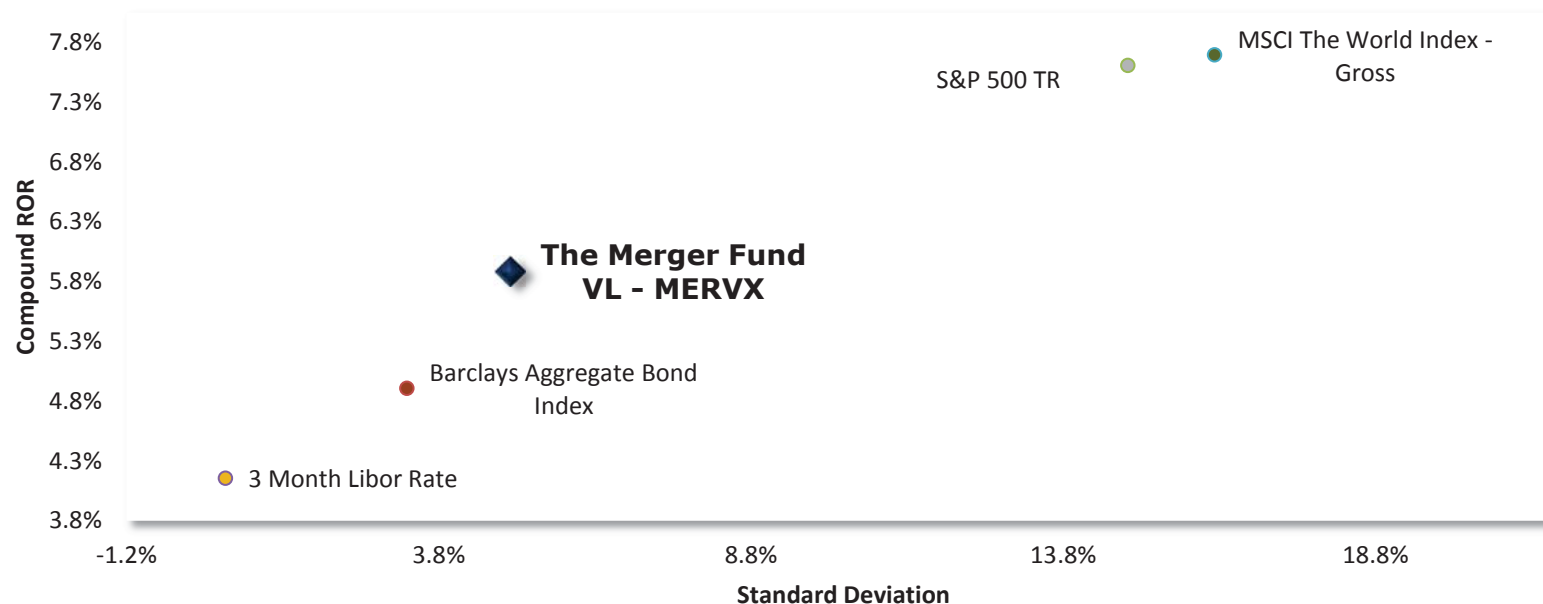 7.8%
7.3%
6.8%
6.3%
5.8%
5.3%
4.8%
4.3%
3.8%
Compound ROR
MSCI The World Index -
Gross
S&P 500 TR
The Merger Fund
VL - MERVX
Barclays Aggregate Bond
Index
3 Month Libor Rate
-1.2%
3.8%
8.8%
13.8%
18.8%
Standard Deviation